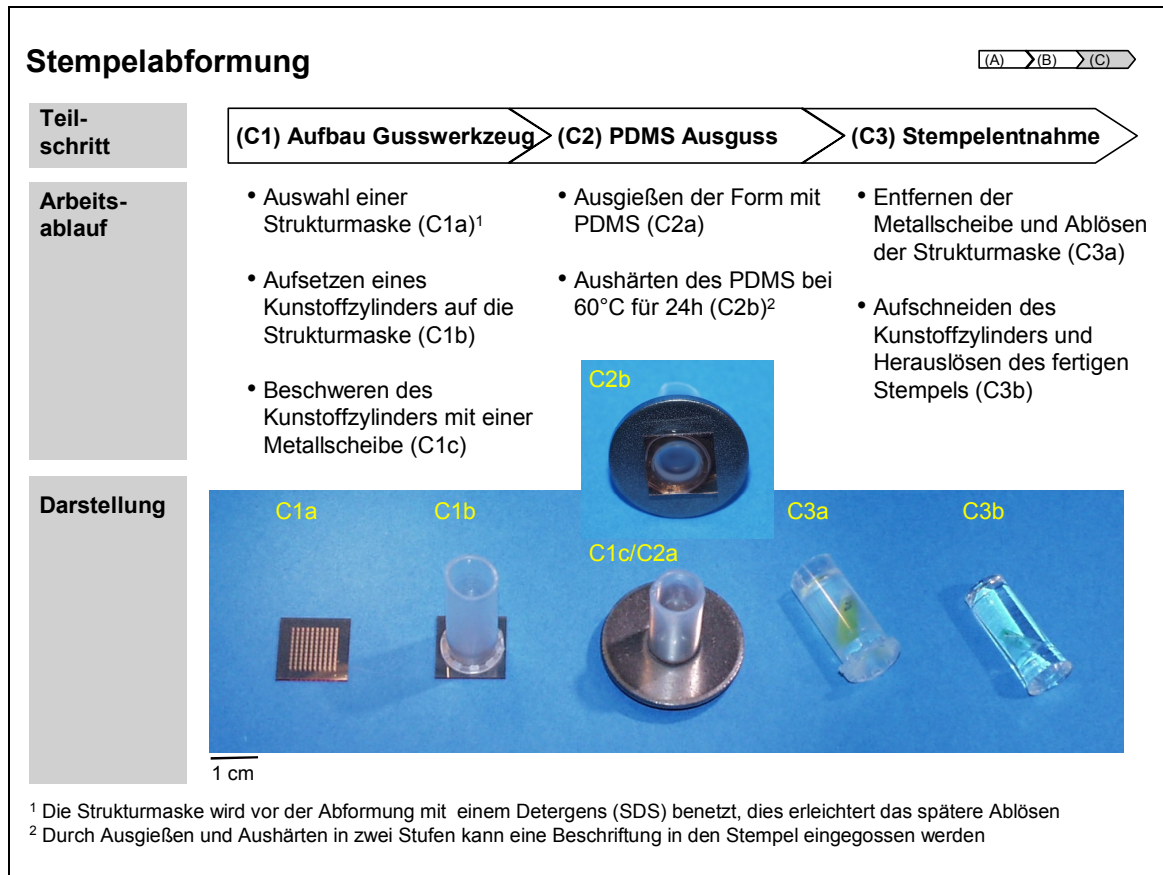 Stempelabformung
(A) (B) (C)
Teil-
schritt
(C1) Aufbau Gusswerkzeug
(C2) PDMS Ausguss
(C3) Stempelentnahme
Arbeits-
ablauf
• Auswahl einer
Strukturmaske (C1a)¹
• Aufsetzen eines
Kunstoffzylinders auf die
Strukturmaske (C1b)
• Beschweren des
Kunstoffzylinders mit einer
Metallscheibe (C1c)
• Ausgießen der Form mit
PDMS (C2a)
• Aushärten des PDMS bei
60°C für 24h (C2b)²
• Entfernen der
Metallscheibe und Ablösen
der Strukturmaske (C3a)
• Aufschneiden des
Kunstoffzylinders und
Herauslösen des fertigen
Stempels (C3b)
Darstellung
C1a
C1b
C2b
C1c/C2a
C3a
C3b
1 cm
¹ Die Strukturmaske wird vor der Abformung mit einem Detergens (SDS) benetzt, dies erleichtert das spätere Ablösen
² Durch Ausgießen und Aushärten in zwei Stufen kann eine Beschriftung in den Stempel eingegossen werden